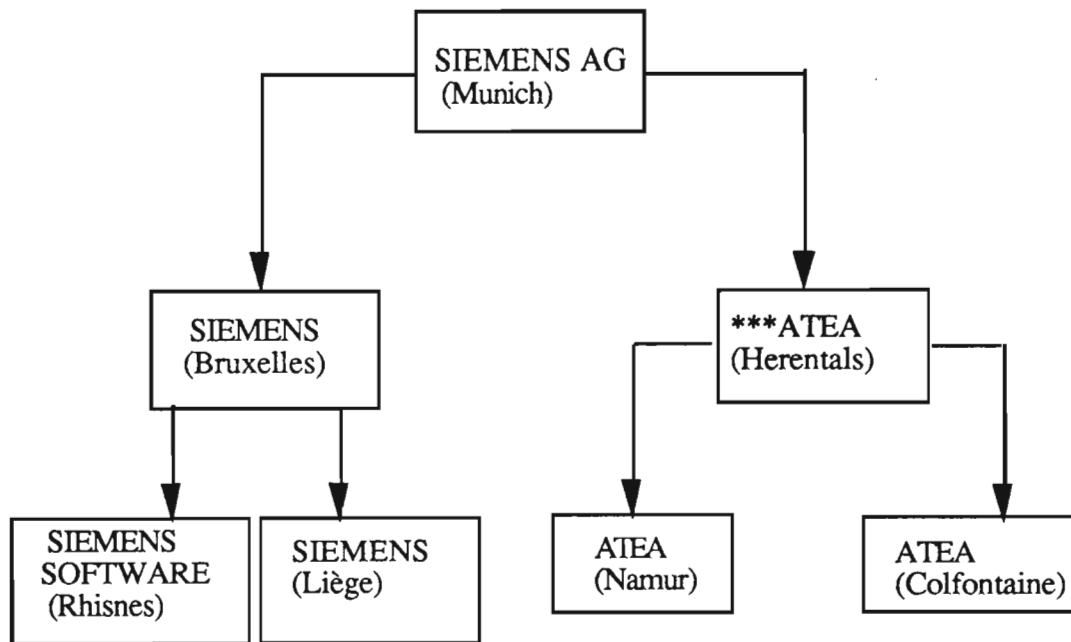 SIEMENS AG
(Munich)
SIEMENS
(Bruxelles)
***ATEA
(Herentals)
SIEMENS
SOFTWARE
(Rhisnes)
SIEMENS
(Liège)
ATEA
(Namur)
ATEA
(Colfontaine)